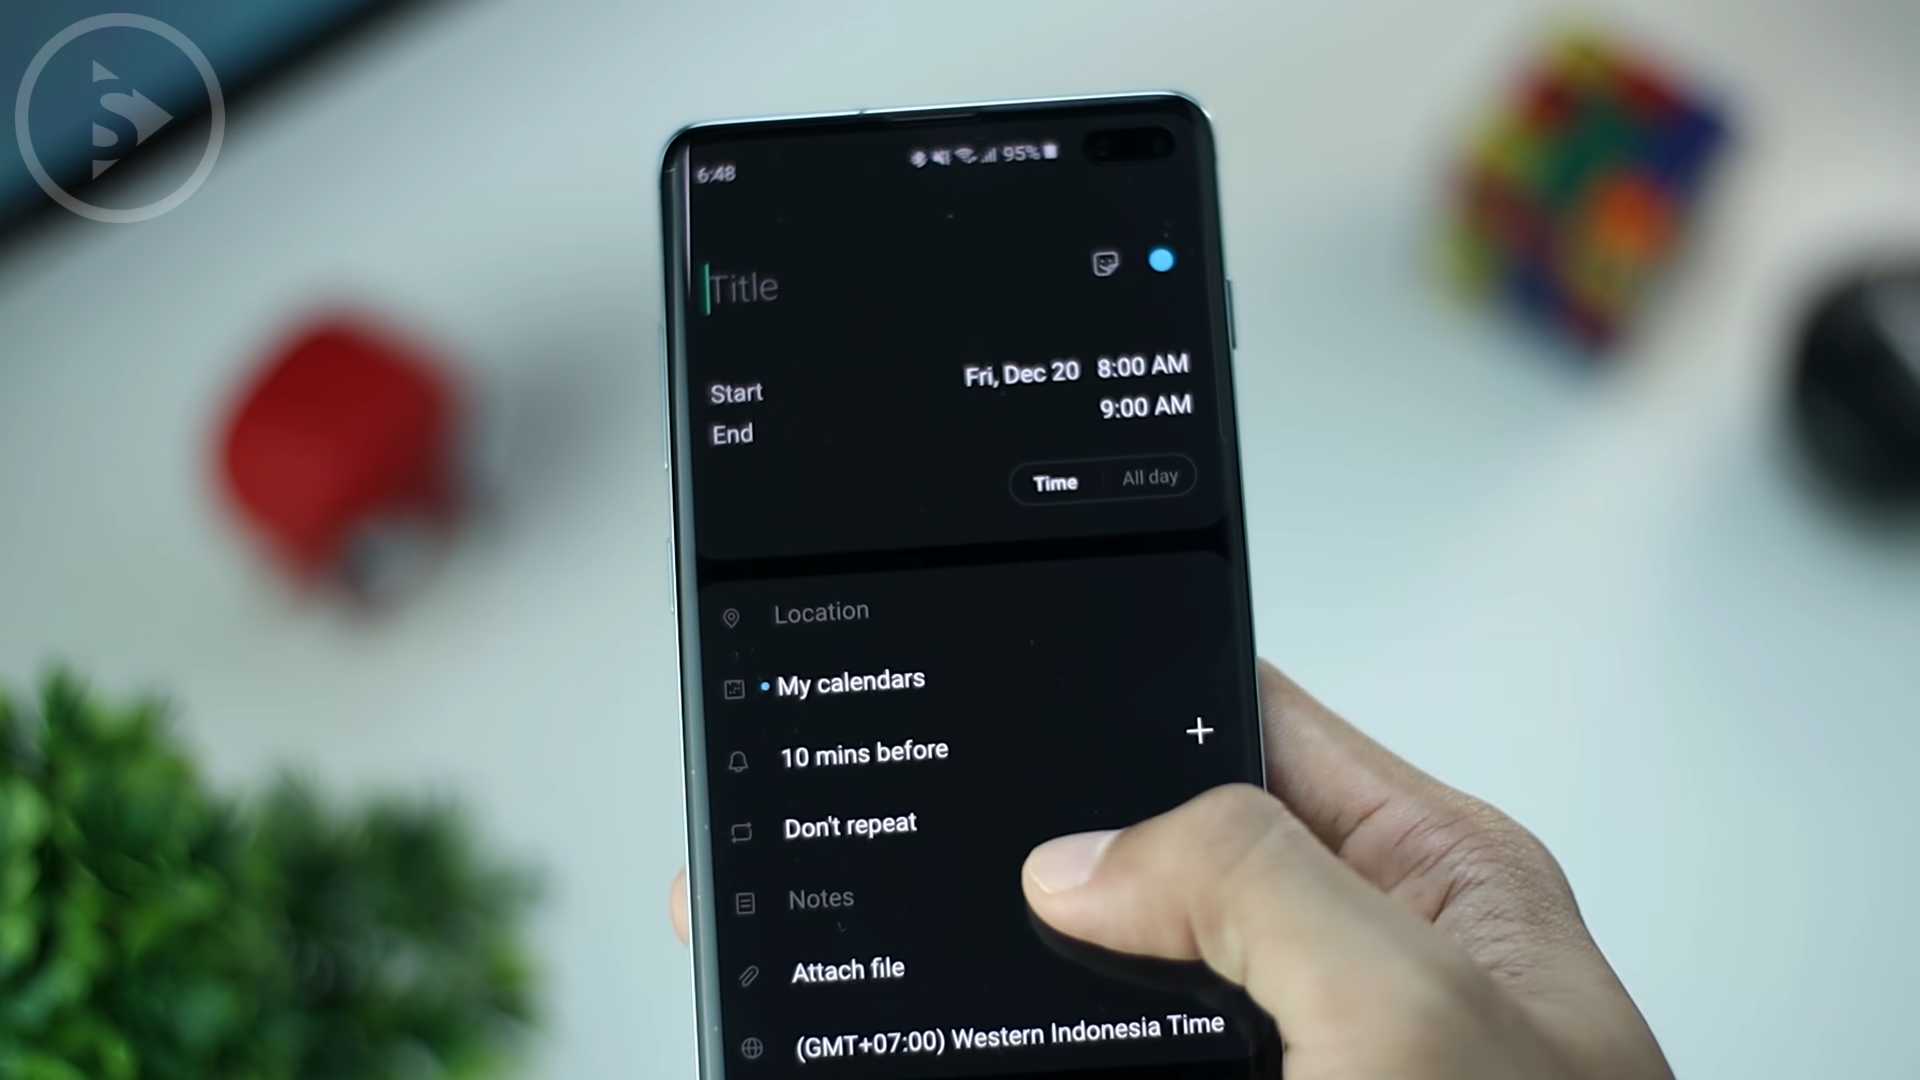 S
6:48
95%
Title
Start
Fri, Dec 20 8:00 AM
End
9:00 AM
Time
All day
Location
My calendars
10 mins before
Don't repeat
Notes
Attach file
(GMT+07:00) Western Indonesia Time